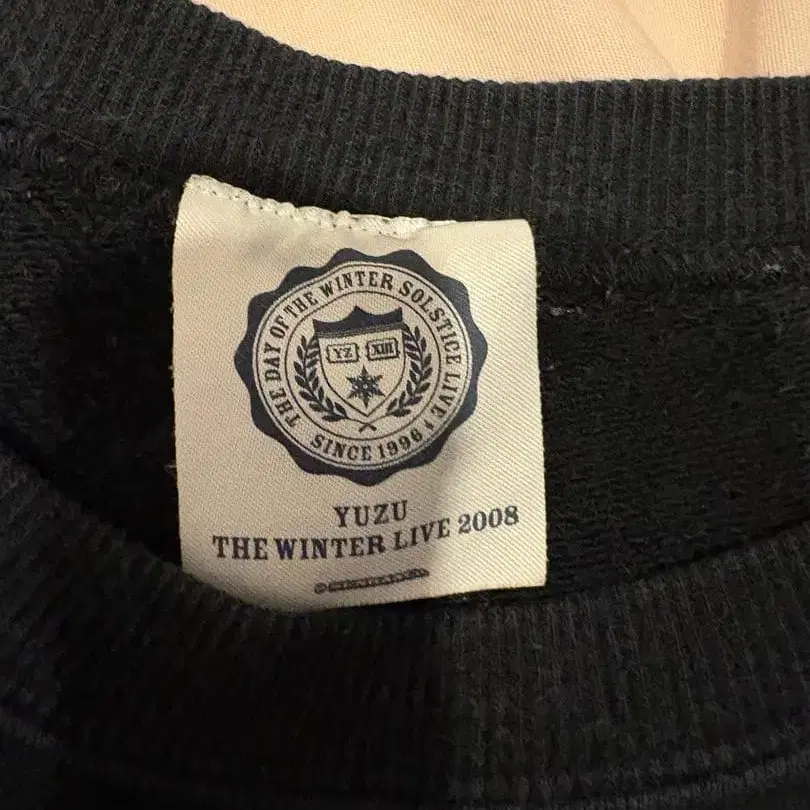 THE DAY OF THE WINTER SOLSTICE LIVE
YZ XIII
SINCE 1996
YUZU
THE WINTER LIVE 2008